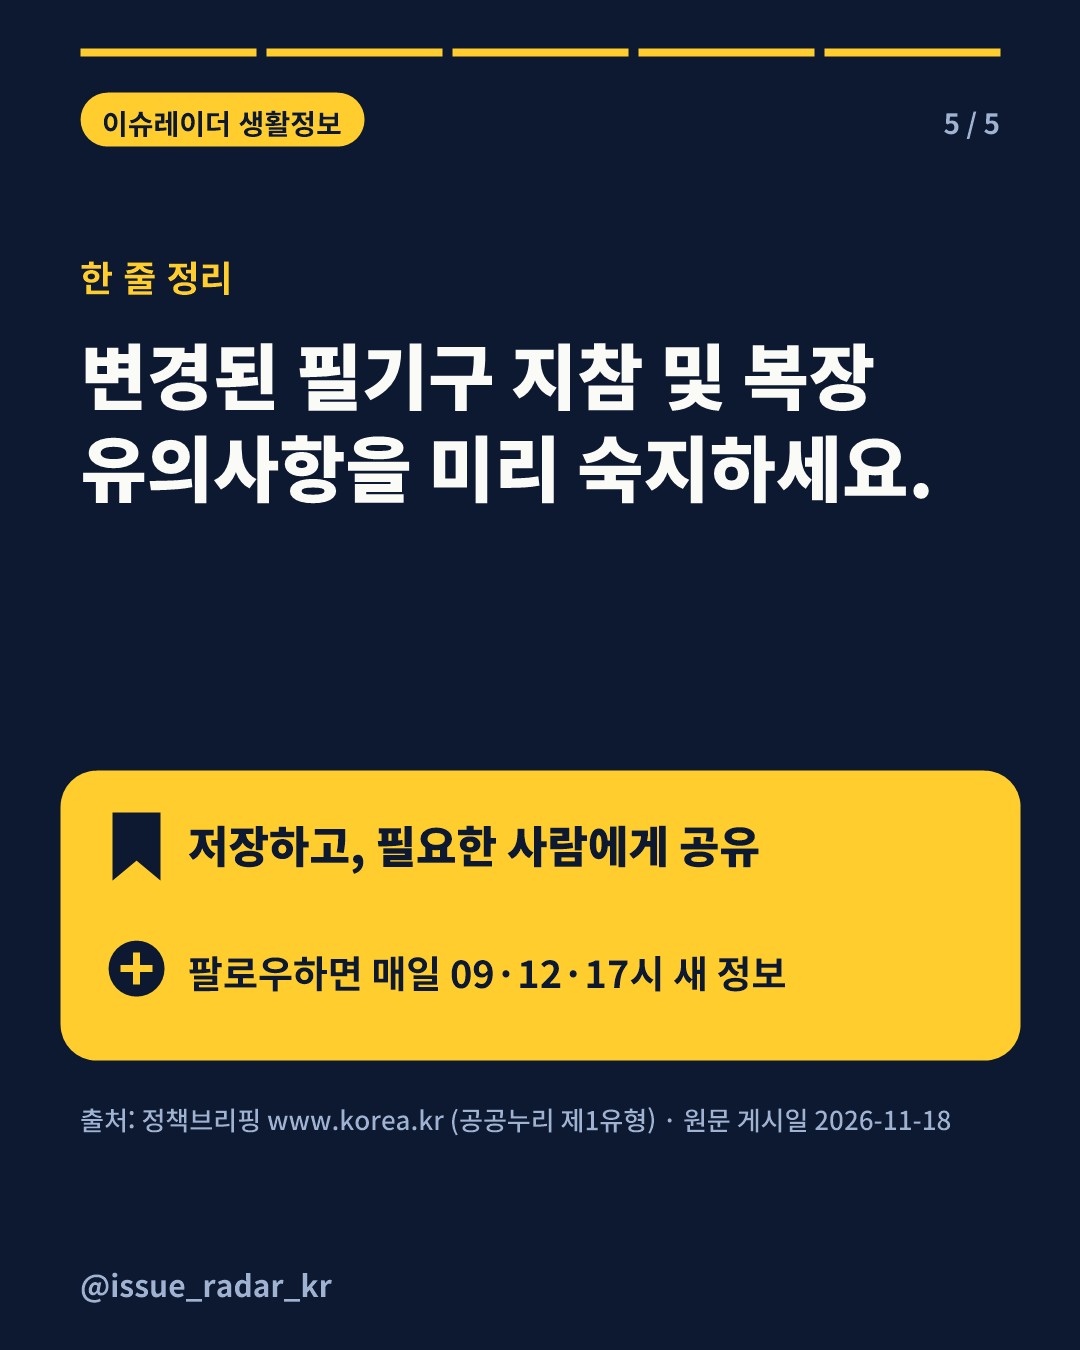 이슈레이더 생활정보
5 / 5
한 줄 정리
변경된 필기구 지참 및 복장
유의사항을 미리 숙지하세요.
저장하고, 필요한 사람에게 공유
팔로우하면 매일 09·12·17시 새 정보
출처: 정책브리핑 www.korea.kr (공공누리 제1유형) · 원문 게시일 2026-11-18
@issue_radar_kr